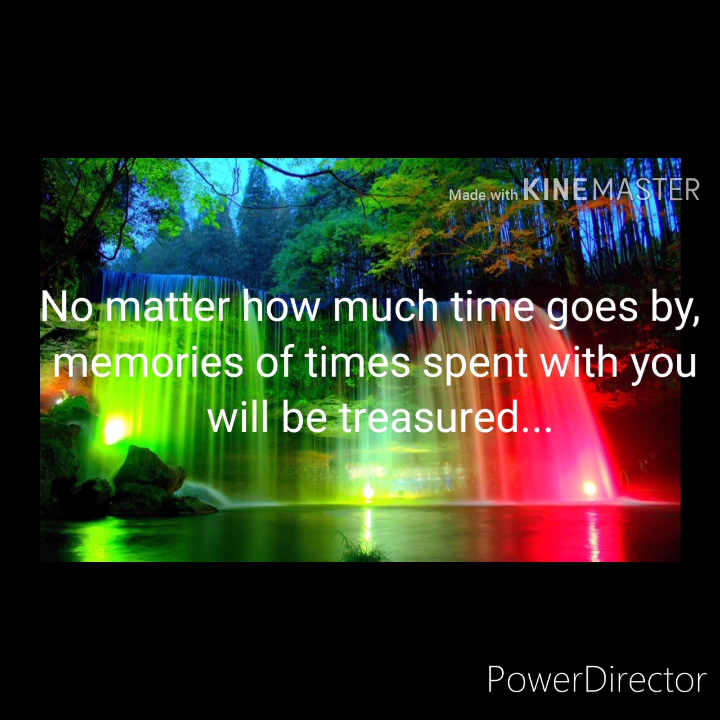 Made with KINEMASTER
No matter how much time goes by,
memories of times spent with you
will be treasured...
PowerDirector